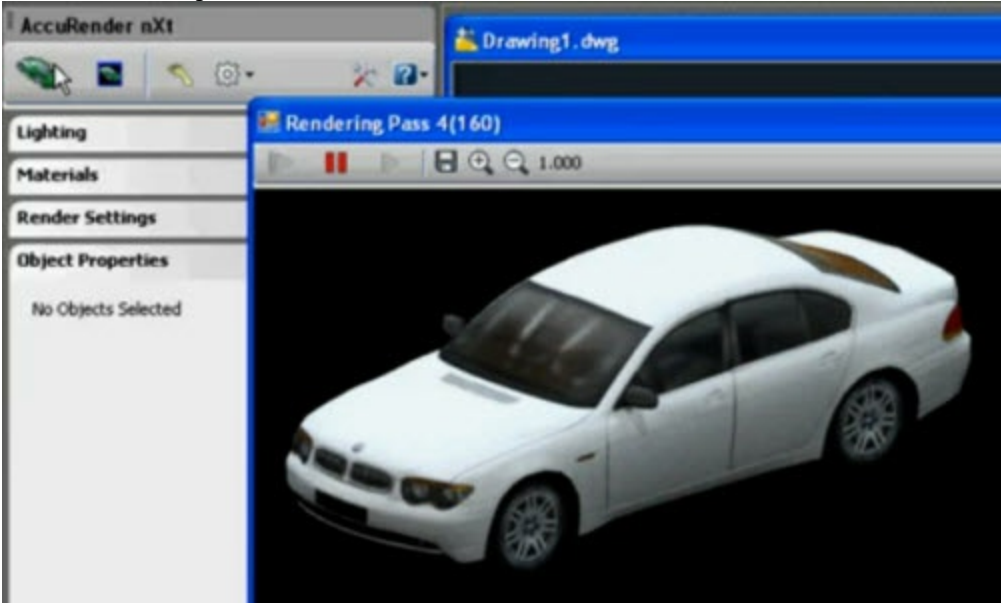 AccuRender nXt
Drawing1.dwg
Rendering Pass 4(160)
1.000
Lighting
Materials
Render Settings
Object Properties
No Objects Selected